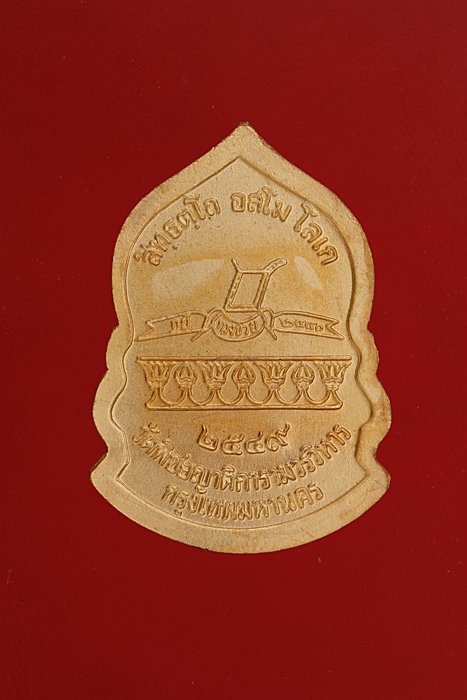 สิทฺธตฺโถ อสโม โลเก
๒๕๔๙
วัดพิชยญาติการามวรวิหาร
กรุงเทพมหานคร